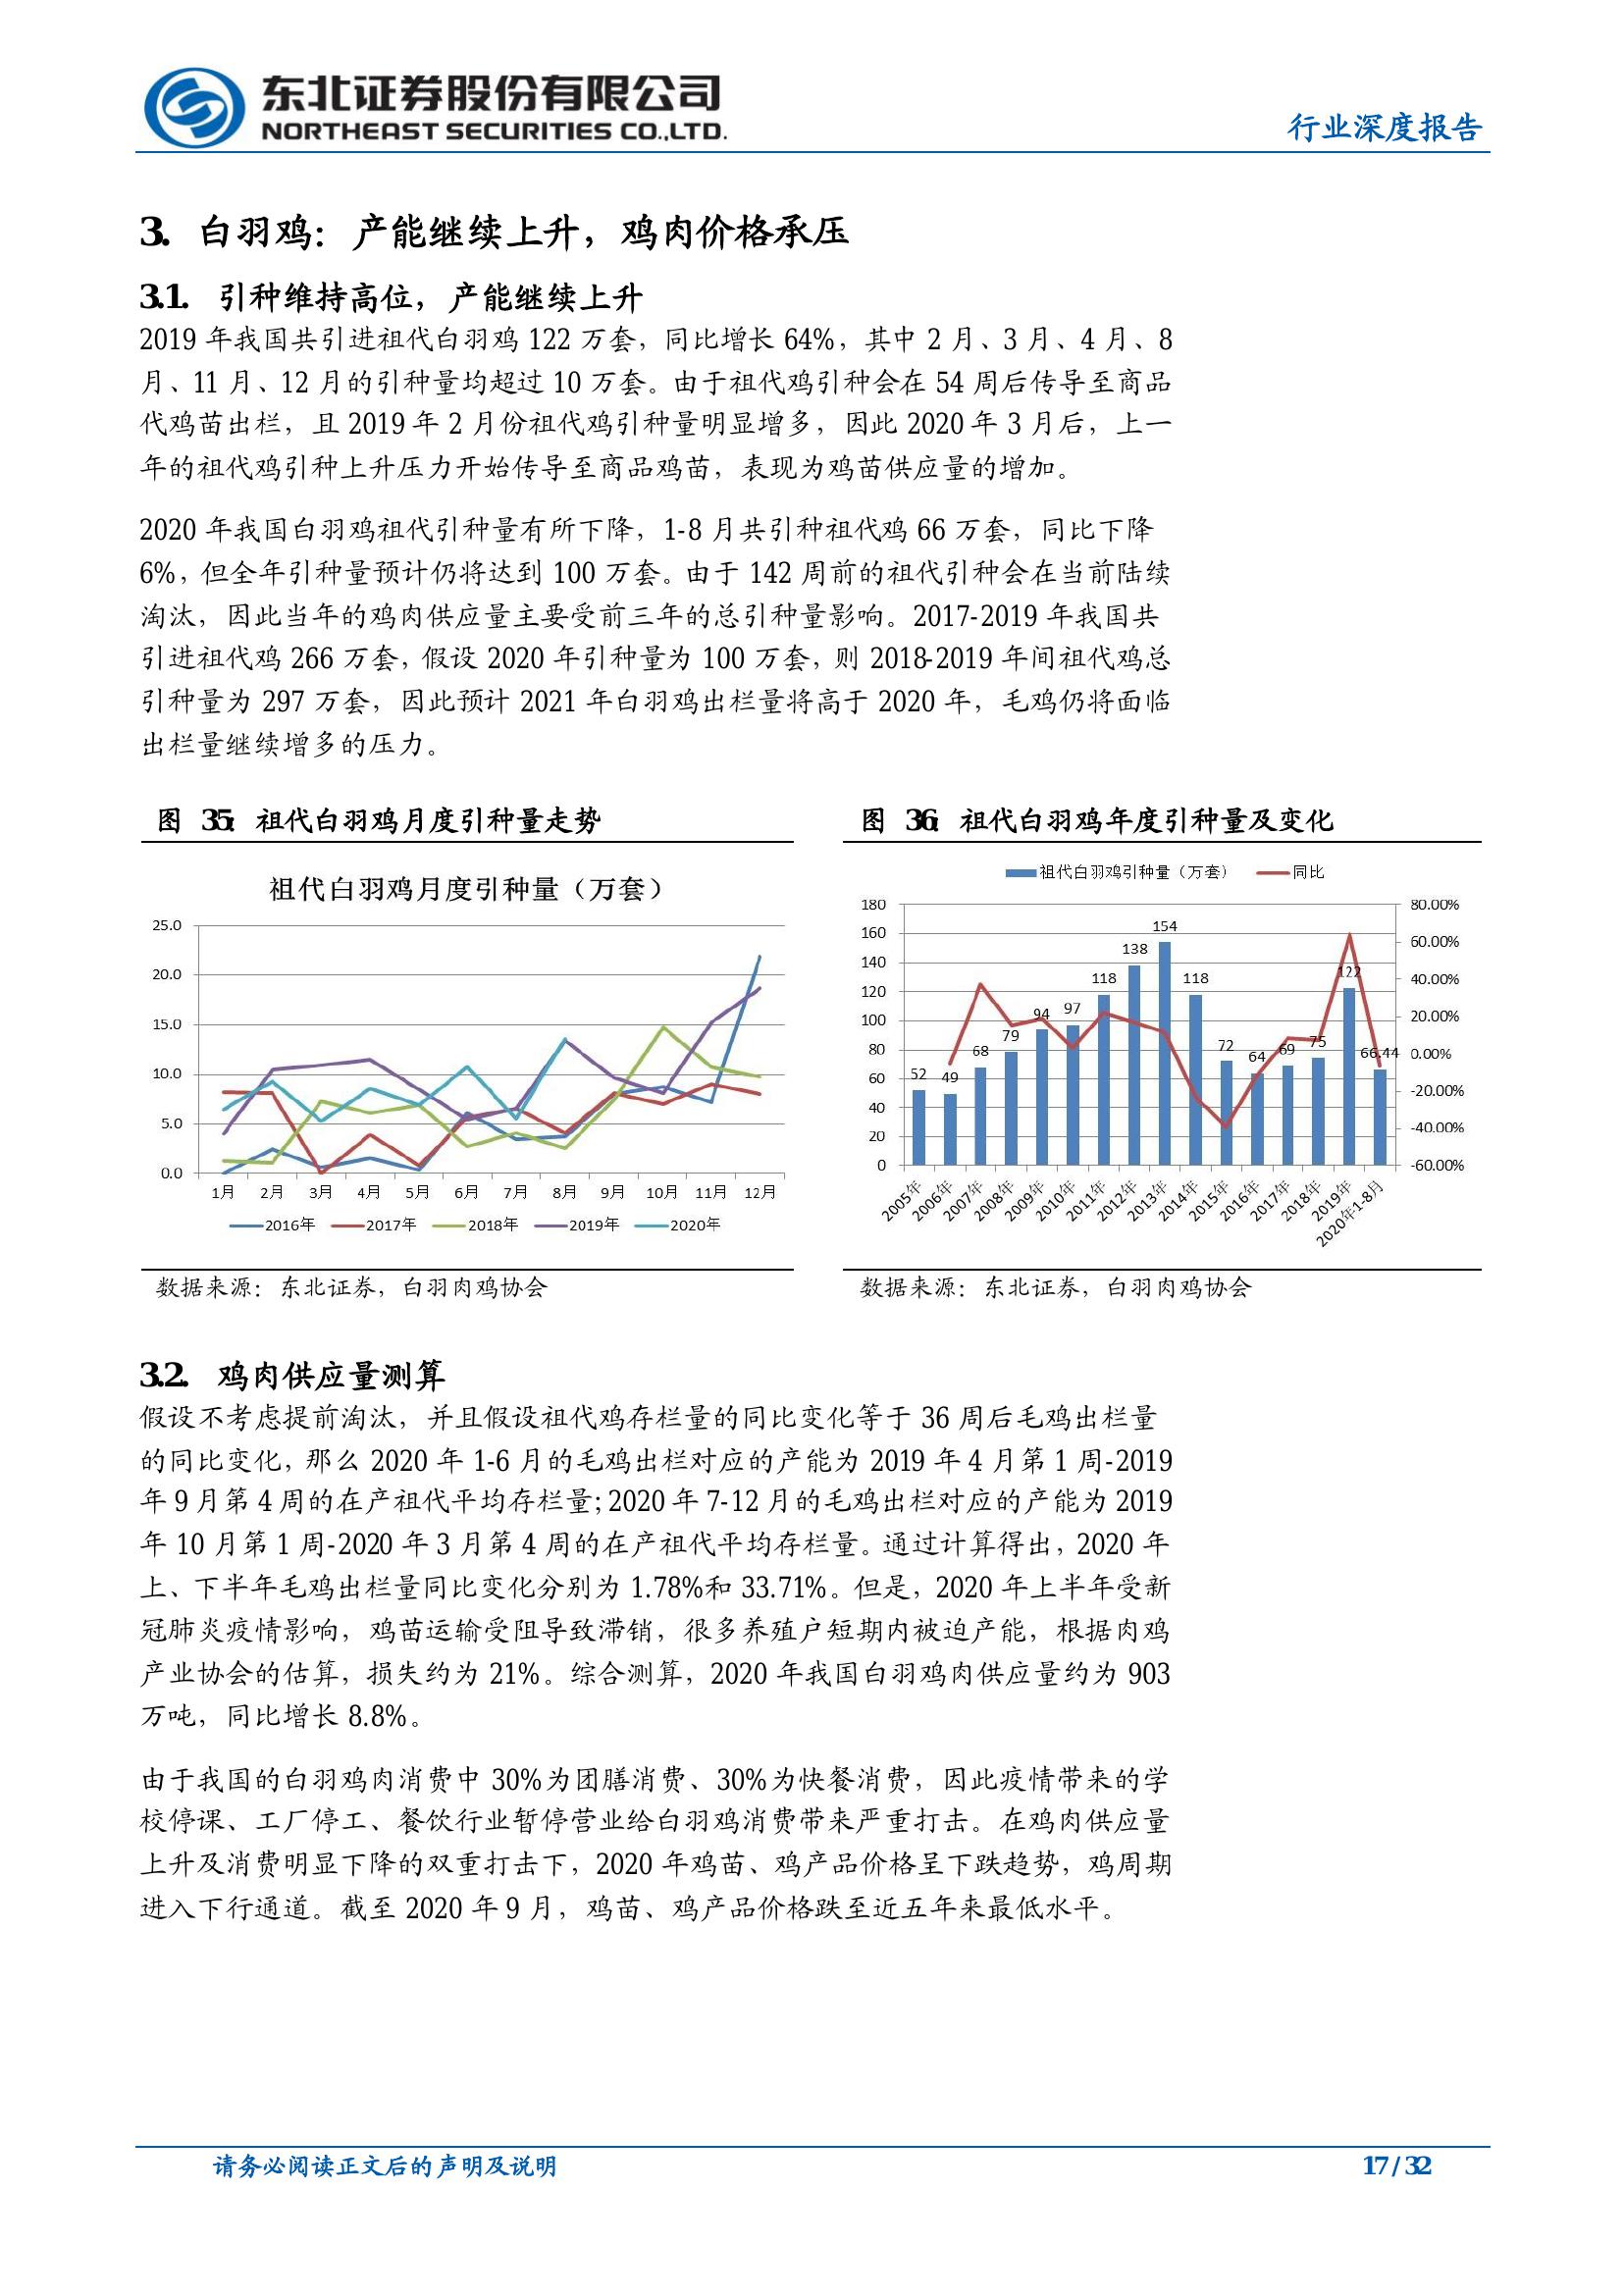 东北证券股份有限公司
NORTHEAST SECURITIES CO.,LTD.
行业深度报告
3. 白羽鸡：产能继续上升，鸡肉价格承压
3.1. 引种维持高位，产能继续上升
2019 年我国共引进祖代白羽鸡 122 万套，同比增长 64%，其中 2 月、3 月、4 月、8
月、11 月、12 月的引种量均超过 10 万套。由于祖代鸡引种会在 54 周后传导至商品
代鸡苗出栏，且 2019 年 2 月份祖代鸡引种量明显增多，因此 2020 年 3 月后，上一
年的祖代鸡引种上升压力开始传导至商品鸡苗，表现为鸡苗供应量的增加。
2020 年我国白羽鸡祖代引种量有所下降，1-8 月共引种祖代鸡 66 万套，同比下降
6%，但全年引种量预计仍将达到 100 万套。由于 142 周前的祖代引种会在当前陆续
淘汰，因此当年的鸡肉供应量主要受前三年的总引种量影响。2017-2019 年我国共
引进祖代鸡 266 万套，假设 2020 年引种量为 100 万套，则 2018-2019 年间祖代鸡总
引种量为 297 万套，因此预计 2021 年白羽鸡出栏量将高于 2020 年，毛鸡仍将面临
出栏量继续增多的压力。
图 35：祖代白羽鸡月度引种量走势
祖代白羽鸡月度引种量（万套）
25.0
20.0
15.0
10.0
5.0
0.0
1月 2月 3月 4月 5月 6月 7月 8月 9月 10月 11月 12月
2016年 2017年 2018年 2019年 2020年
数据来源：东北证券，白羽肉鸡协会
图 36：祖代白羽鸡年度引种量及变化
祖代白羽鸡引种量（万套） 同比
180
160
140
120
100
80
60
40
20
0
52 49 68 79 94 97 118 138 154 118 72 64 69 75 122 66.44
80.00%
60.00%
40.00%
20.00%
0.00%
-20.00%
-40.00%
-60.00%
2005年 2006年 2007年 2008年 2009年 2010年 2011年 2012年 2013年 2014年 2015年 2016年 2017年 2018年 2019年 2020年1-8月
数据来源：东北证券，白羽肉鸡协会
3.2. 鸡肉供应量测算
假设不考虑提前淘汰，并且假设祖代鸡存栏量的同比变化等于 36 周后毛鸡出栏量
的同比变化，那么 2020 年 1-6 月的毛鸡出栏对应的产能为 2019 年 4 月第 1 周-2019
年 9 月第 4 周的在产祖代平均存栏量；2020 年 7-12 月的毛鸡出栏对应的产能为 2019
年 10 月第 1 周-2020 年 3 月第 4 周的在产祖代平均存栏量。通过计算得出，2020 年
上、下半年毛鸡出栏量同比变化分别为 1.78%和 33.71%。但是，2020 年上半年受新
冠肺炎疫情影响，鸡苗运输受阻导致滞销，很多养殖户短期内被迫产能，根据肉鸡
产业协会的估算，损失约为 21%。综合测算，2020 年我国白羽鸡肉供应量约为 903
万吨，同比增长 8.8%。
由于我国的白羽鸡肉消费中 30%为团膳消费、30%为快餐消费，因此疫情带来的学
校停课、工厂停工、餐饮行业暂停营业给白羽鸡消费带来严重打击。在鸡肉供应量
上升及消费明显下降的双重打击下，2020 年鸡苗、鸡产品价格呈下跌趋势，鸡周期
进入下行通道。截至 2020 年 9 月，鸡苗、鸡产品价格跌至近五年来最低水平。
请务必阅读正文后的声明及说明
17 / 32